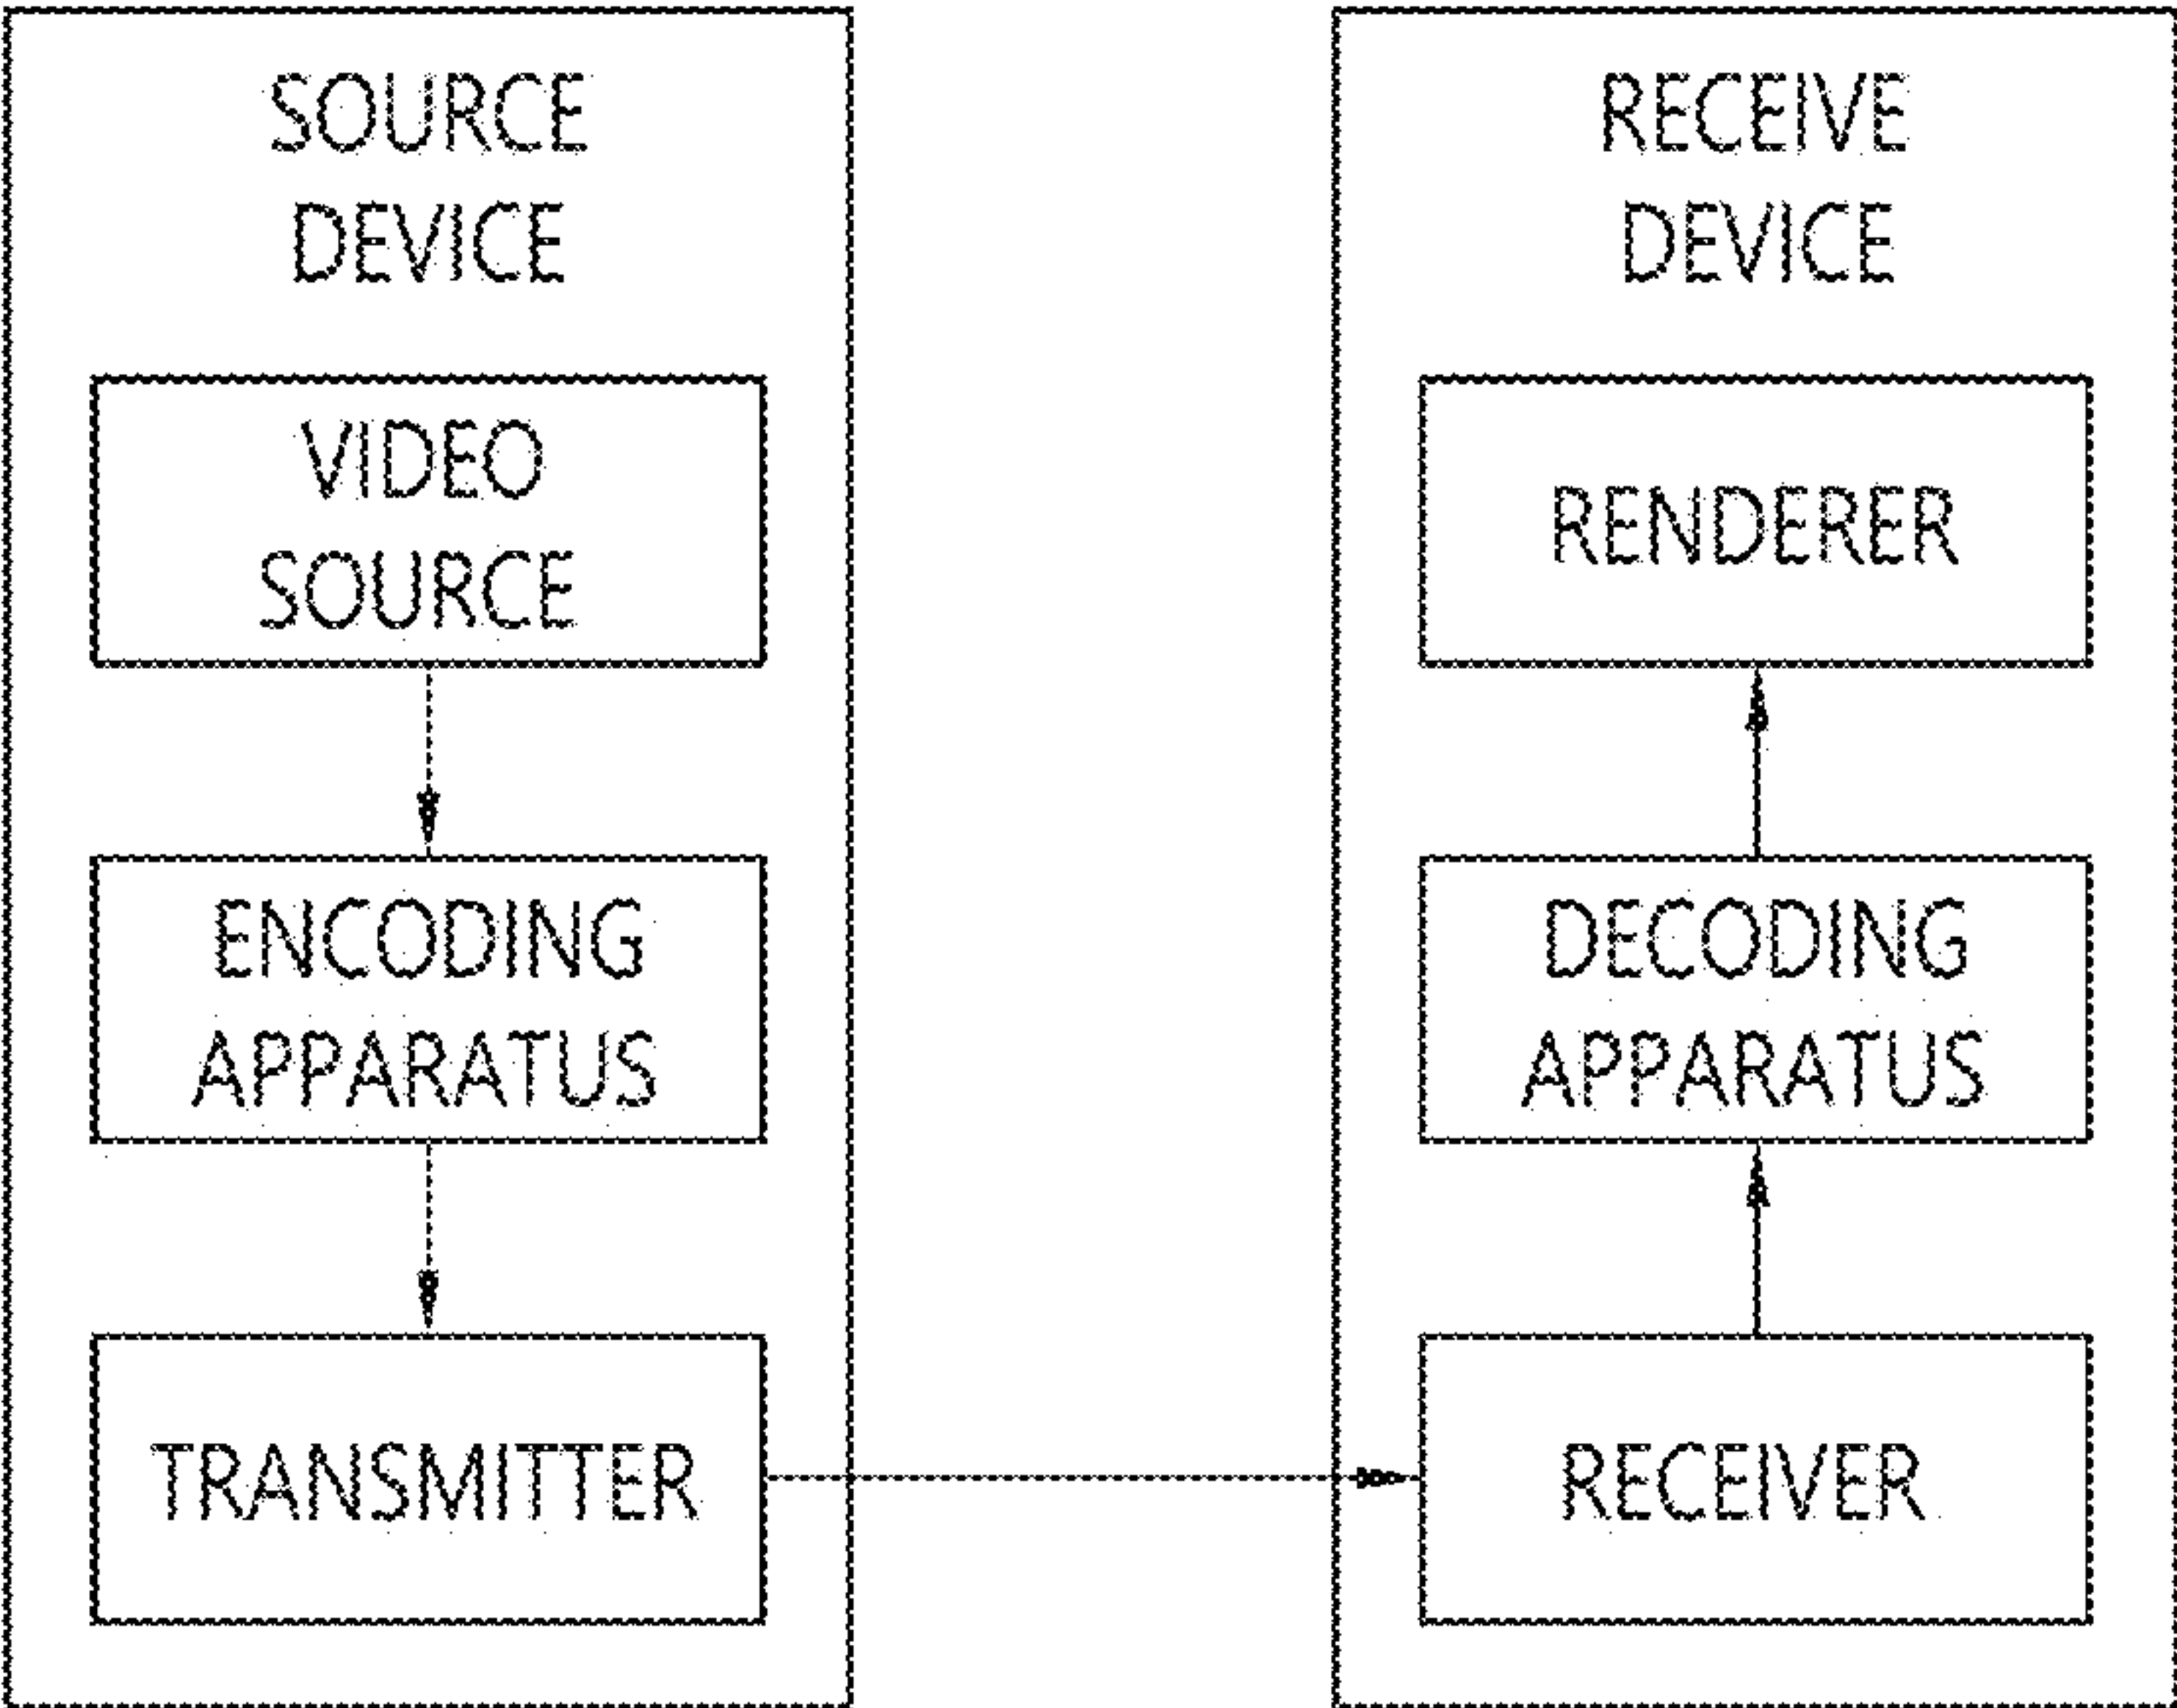 SOURCE
DEVICE
VIDEO
SOURCE
ENCODING
APPARATUS
TRANSMITTER
RECEIVE
DEVICE
RENDERER
DECODING
APPARATUS
RECEIVER